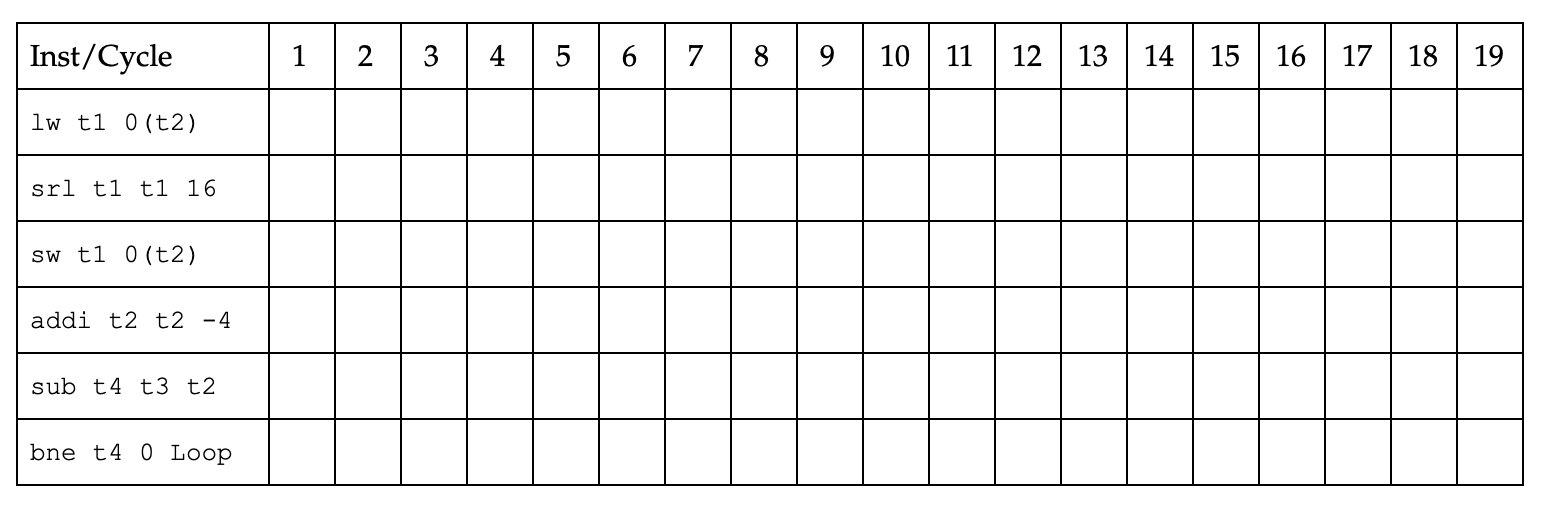 Inst/Cycle 1 2 3 4 5 6 7 8 9 10 11 12 13 14 15 16 17 18 19
lw t1 0(t2)
srl t1 t1 16
sw t1 0(t2)
addi t2 t2 -4
sub t4 t3 t2
bne t4 0 Loop